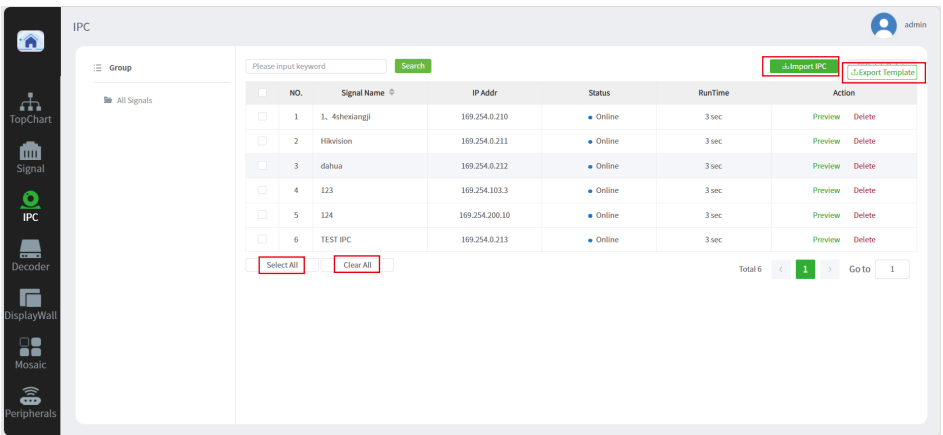 IPC
admin
Group
Please input keyword
Search
Import IPC
Export Template
NO. Signal Name IP Addr Status RunTime Action
All Signals
1 1、4shexiangji 169.254.0.210 Online 3 sec Preview Delete
2 Hikvision 169.254.0.211 Online 3 sec Preview Delete
3 dahua 169.254.0.212 Online 3 sec Preview Delete
4 123 169.254.103.3 Online 3 sec Preview Delete
5 124 169.254.200.10 Online 3 sec Preview Delete
6 TEST IPC 169.254.0.213 Online 3 sec Preview Delete
Select All Clear All Total 6 < 1 > Go to 1
TopChart
Signal
IPC
Decoder
DisplayWall
Mosaic
Peripherals